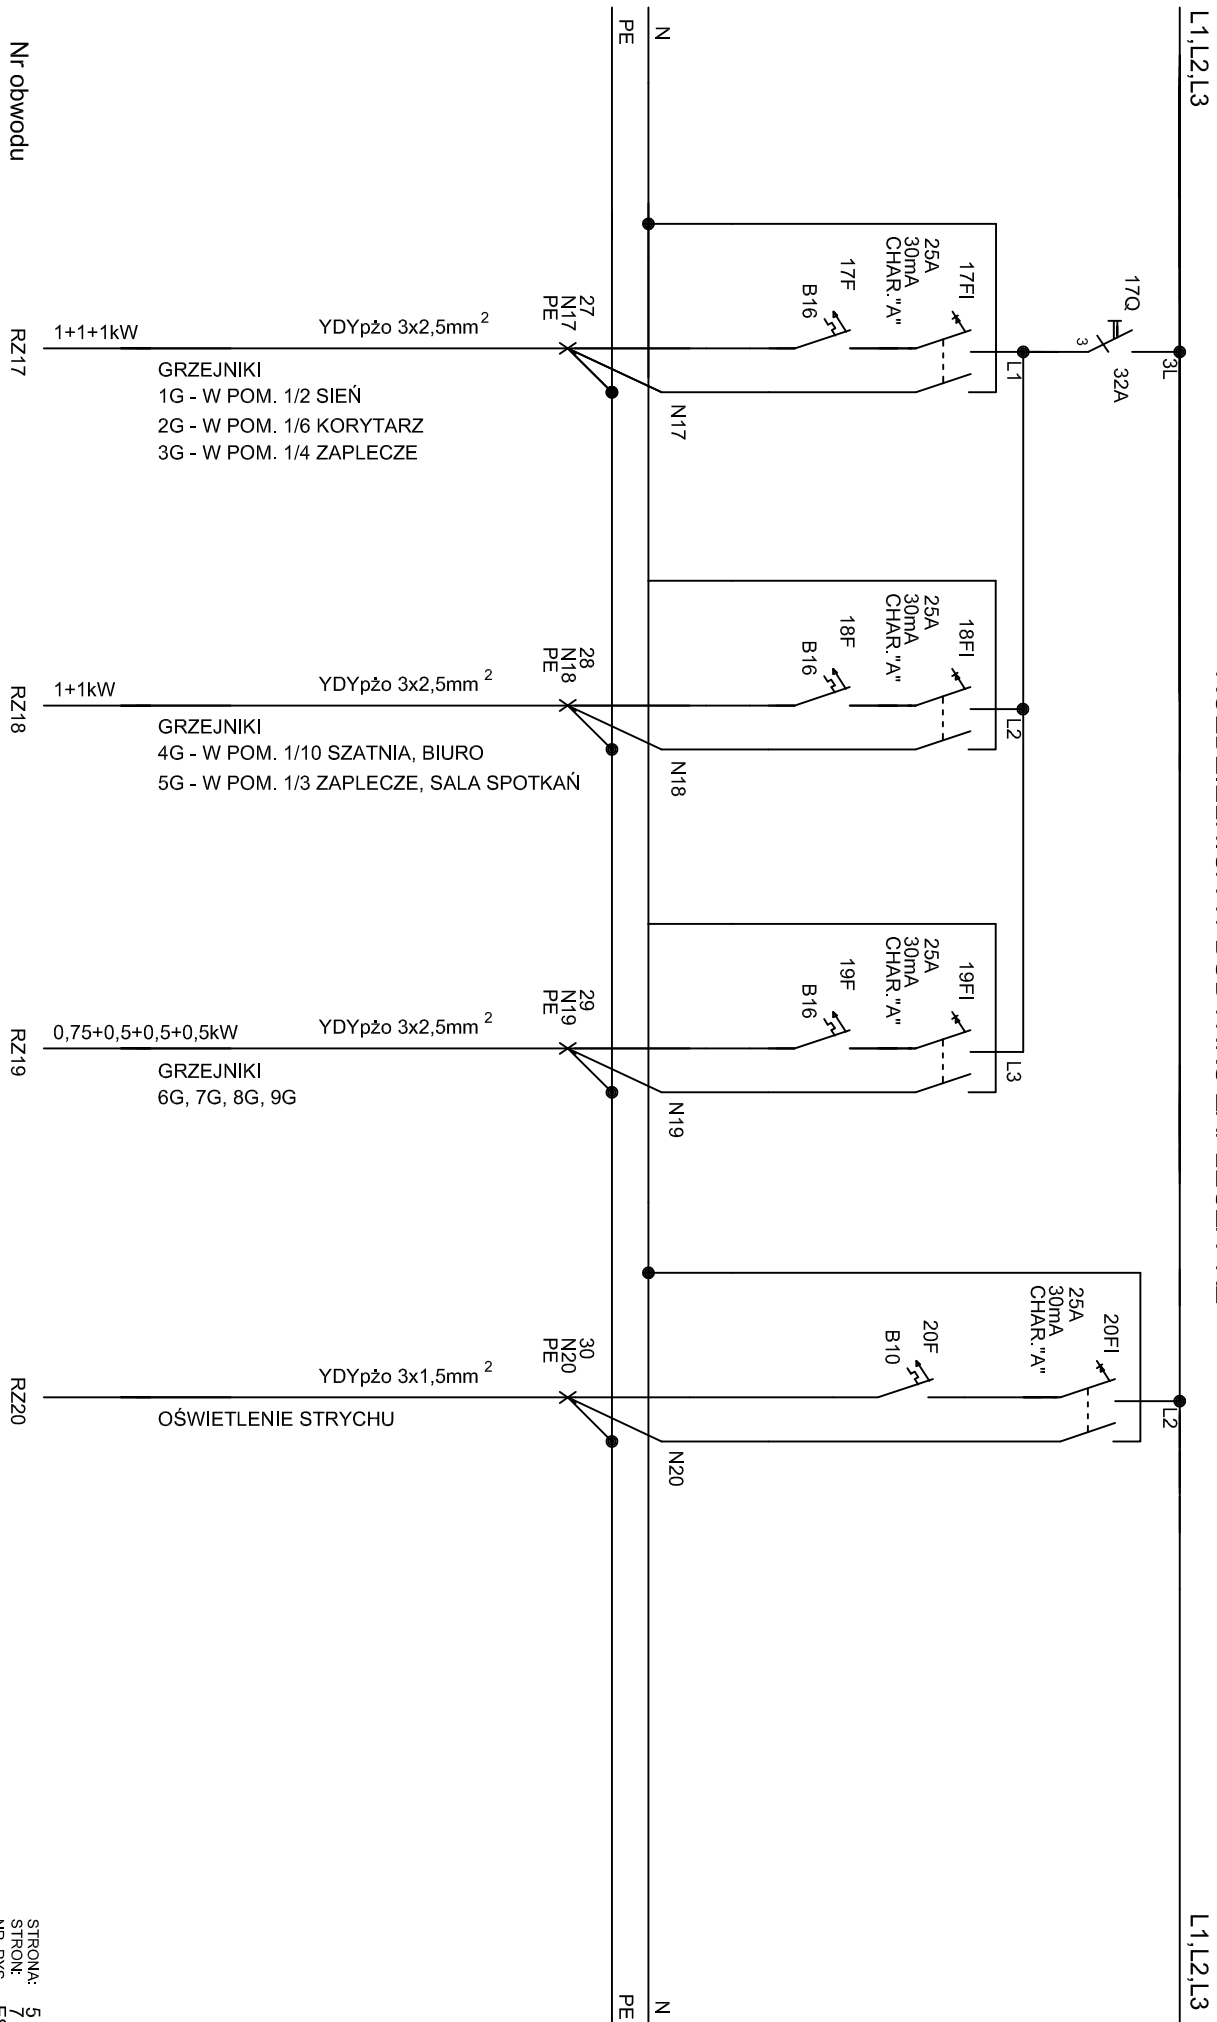 L1,L2,L3
L1,L2,L3
N
PE
N
PE
17Q
32A
3
3L
L1
17FI
25A
30mA
CHAR."A"
17F
B16
N17
27
N17
PE
YDYpżo 3x2,5mm 2
1+1+1kW
GRZEJNIKI
1G - W POM. 1/2 SIEŃ
2G - W POM. 1/6 KORYTARZ
3G - W POM. 1/4 ZAPLECZE
RZ17
L2
18FI
25A
30mA
CHAR."A"
18F
B16
N18
28
N18
PE
YDYpżo 3x2,5mm 2
1+1kW
GRZEJNIKI
4G - W POM. 1/10 SZATNIA, BIURO
5G - W POM. 1/3 ZAPLECZE, SALA SPOTKAŃ
RZ18
L3
19FI
25A
30mA
CHAR."A"
19F
B16
N19
29
N19
PE
YDYpżo 3x2,5mm 2
0,75+0,5+0,5+0,5kW
GRZEJNIKI
6G, 7G, 8G, 9G
RZ19
L2
20FI
25A
30mA
CHAR."A"
20F
B10
N20
30
N20
PE
YDYpżo 3x1,5mm 2
OŚWIETLENIE STRYCHU
RZ20
Nr obwodu
STRONA: 5
STRON: 7